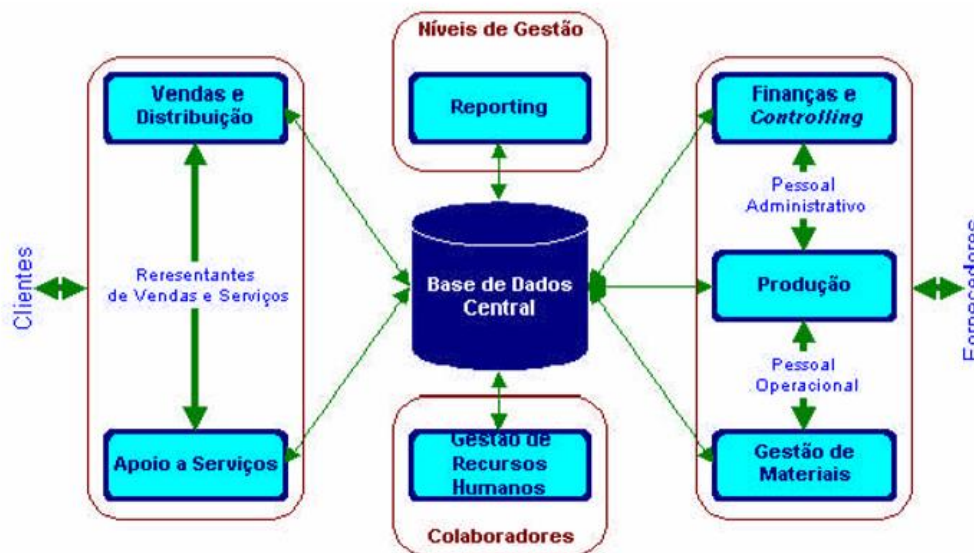 Níveis de Gestão
Vendas e
Distribuição
Reporting
Finanças e
Controlling
Pessoal
Administrativo
Clientes
Reresentantes
de Vendas e Serviços
Base de Dados
Central
Produção
Fornecedores
Pessoal
Operacional
Apoio a Serviços
Gestão de
Recursos
Humanos
Gestão de
Materiais
Colaboradores